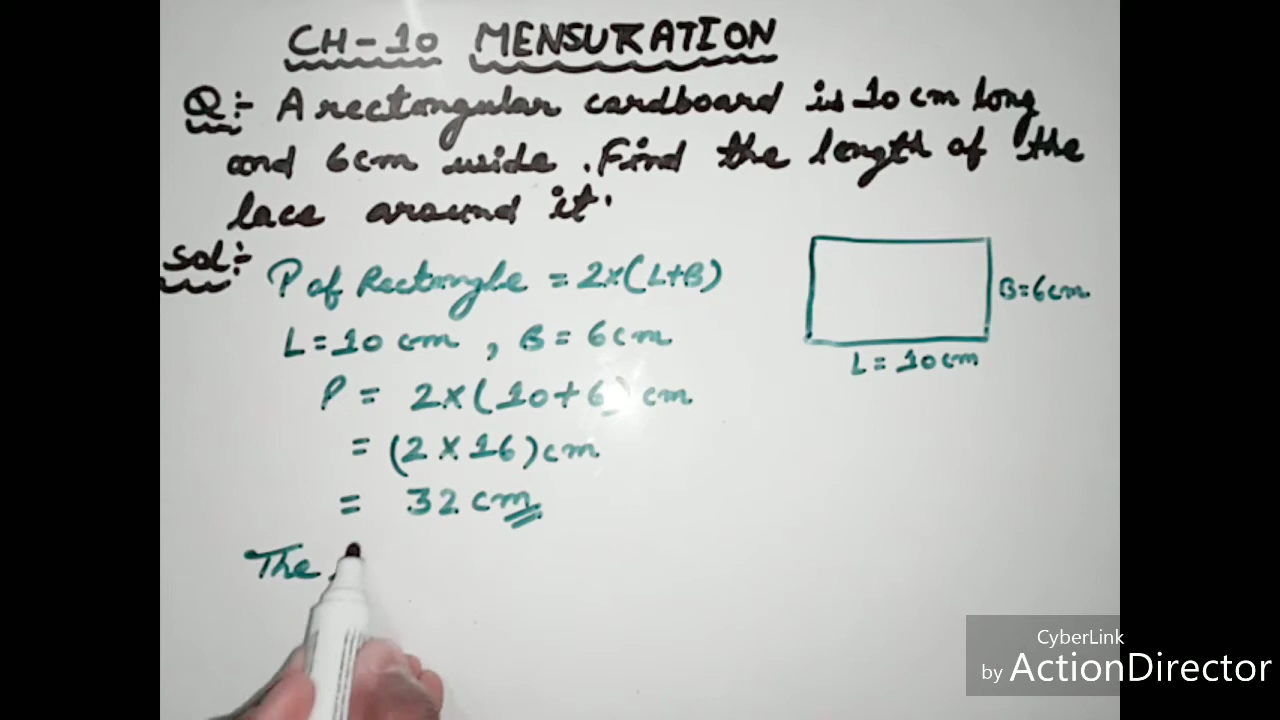 CH-10 MENSURATION
Q:- A rectangular cardboard is 10 cm long
and 6cm wide. Find the length of the
lace around it.
Sol:-
P of Rectangle = 2×(L+B)
B=6cm
L=10 cm, B= 6cm
L=10cm
P = 2×(10+6) cm
= (2×16) cm
= 32 cm
The
CyberLink
by ActionDirector